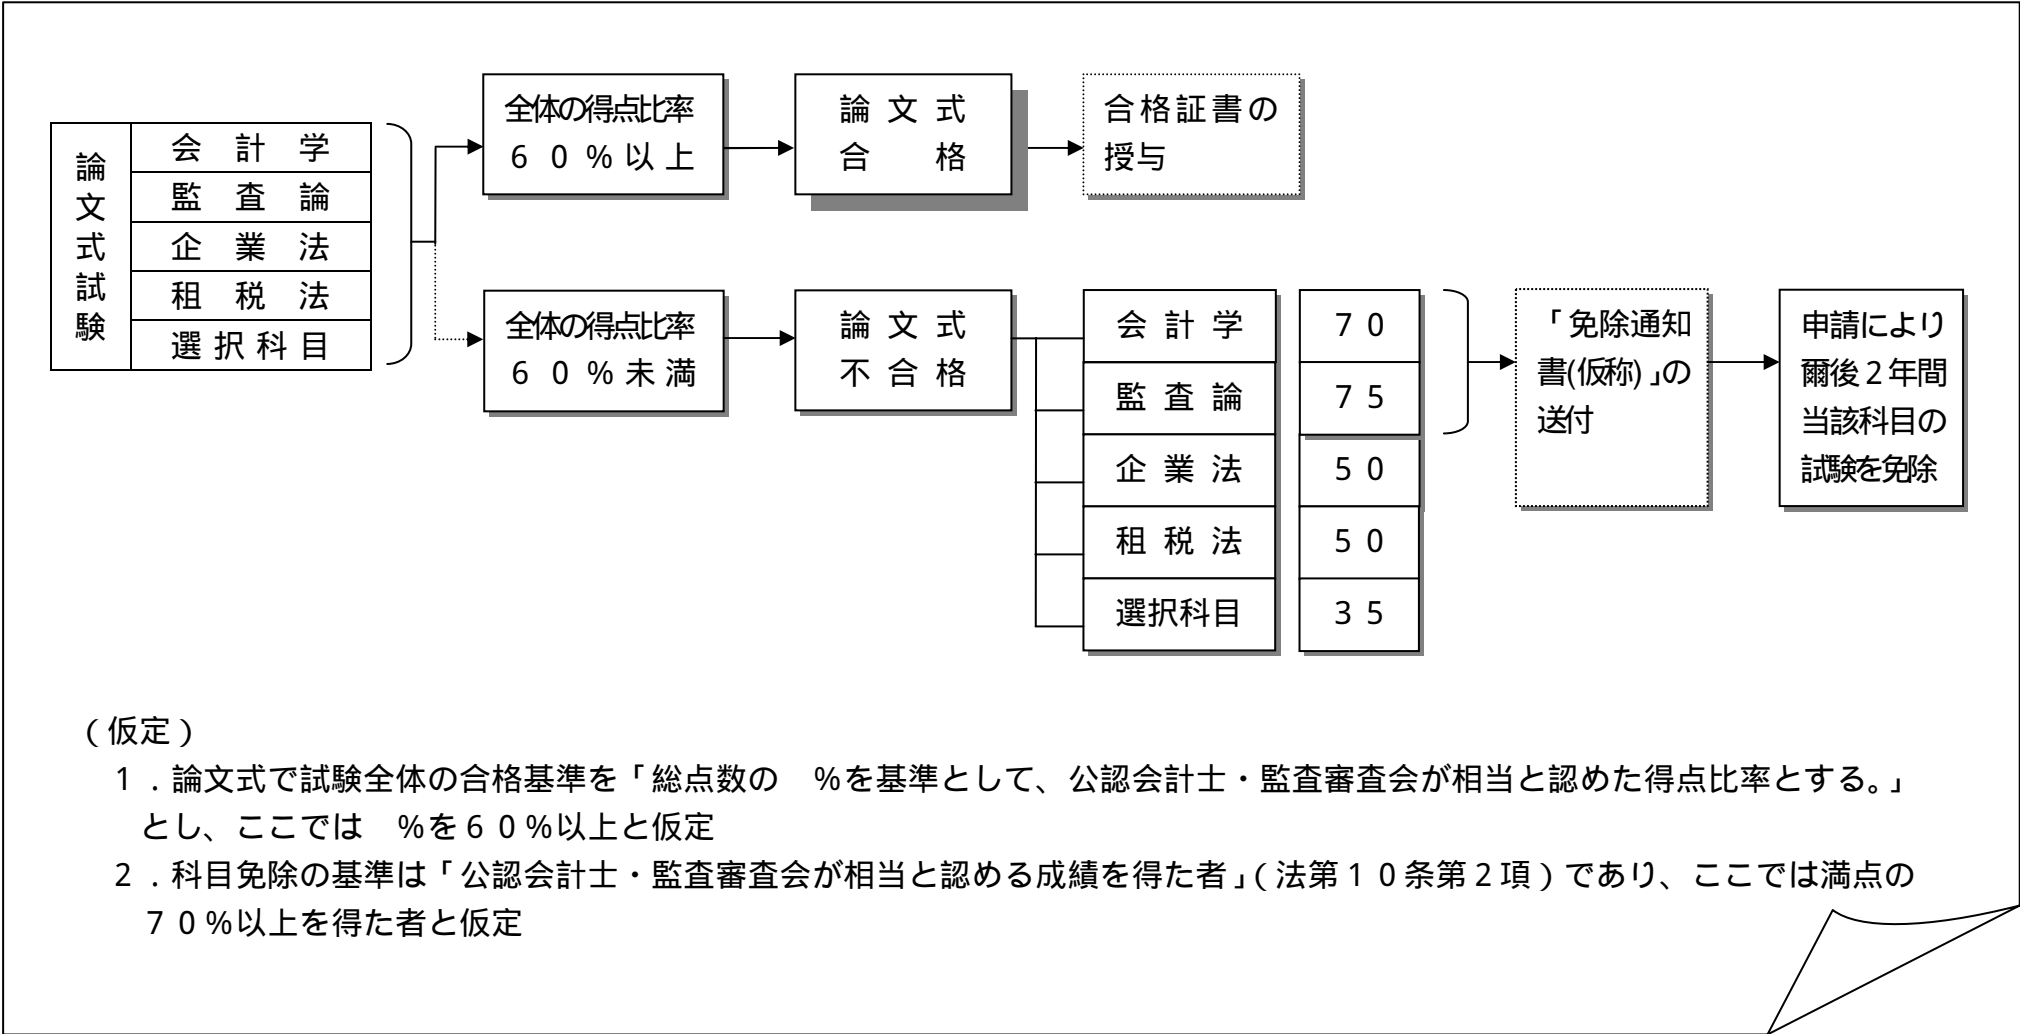 論文式試験
会計学
監査論
企業法
租税法
選択科目
全体の得点比率
60%以上
論文式
合格
合格証書の
授与
全体の得点比率
60%未満
論文式
不合格
会計学 70
監査論 75
企業法 50
租税法 50
選択科目 35
「免除通知
書(仮称)」の
送付
申請により
爾後2年間
当該科目の
試験を免除
(仮定)
1.論文式で試験全体の合格基準を「総点数の %を基準として、公認会計士・監査審査会が相当と認めた得点比率とする。」
とし、ここでは %を60%以上と仮定
2.科目免除の基準は「公認会計士・監査審査会が相当と認める成績を得た者」(法第10条第2項)であり、ここでは満点の
70%以上を得た者と仮定